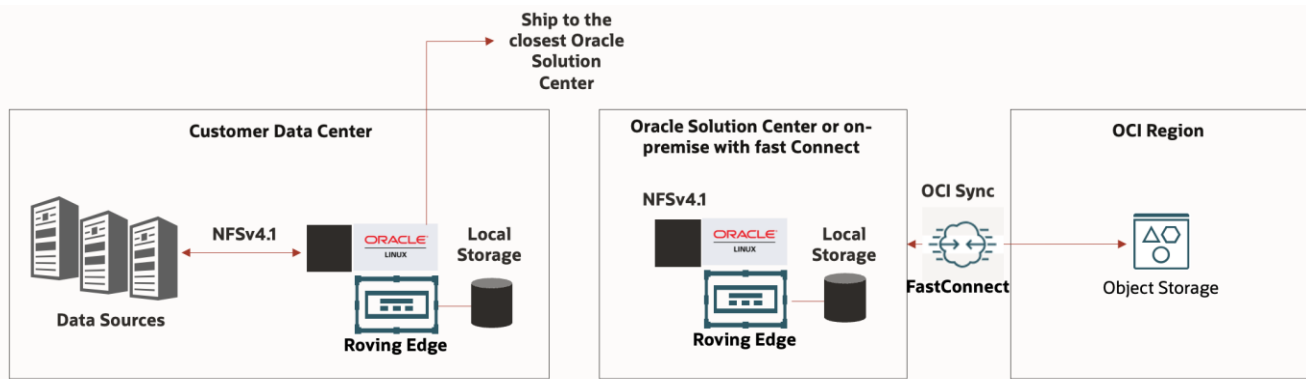 Ship to the
closest Oracle
Solution
Center
Customer Data Center
NFSv4.1
ORACLE
LINUX
Local
Storage
Data Sources
Roving Edge
Oracle Solution Center or on-
premise with fast Connect
NFSv4.1
ORACLE
LINUX
Local
Storage
Roving Edge
OCI Sync
FastConnect
OCI Region
Object Storage